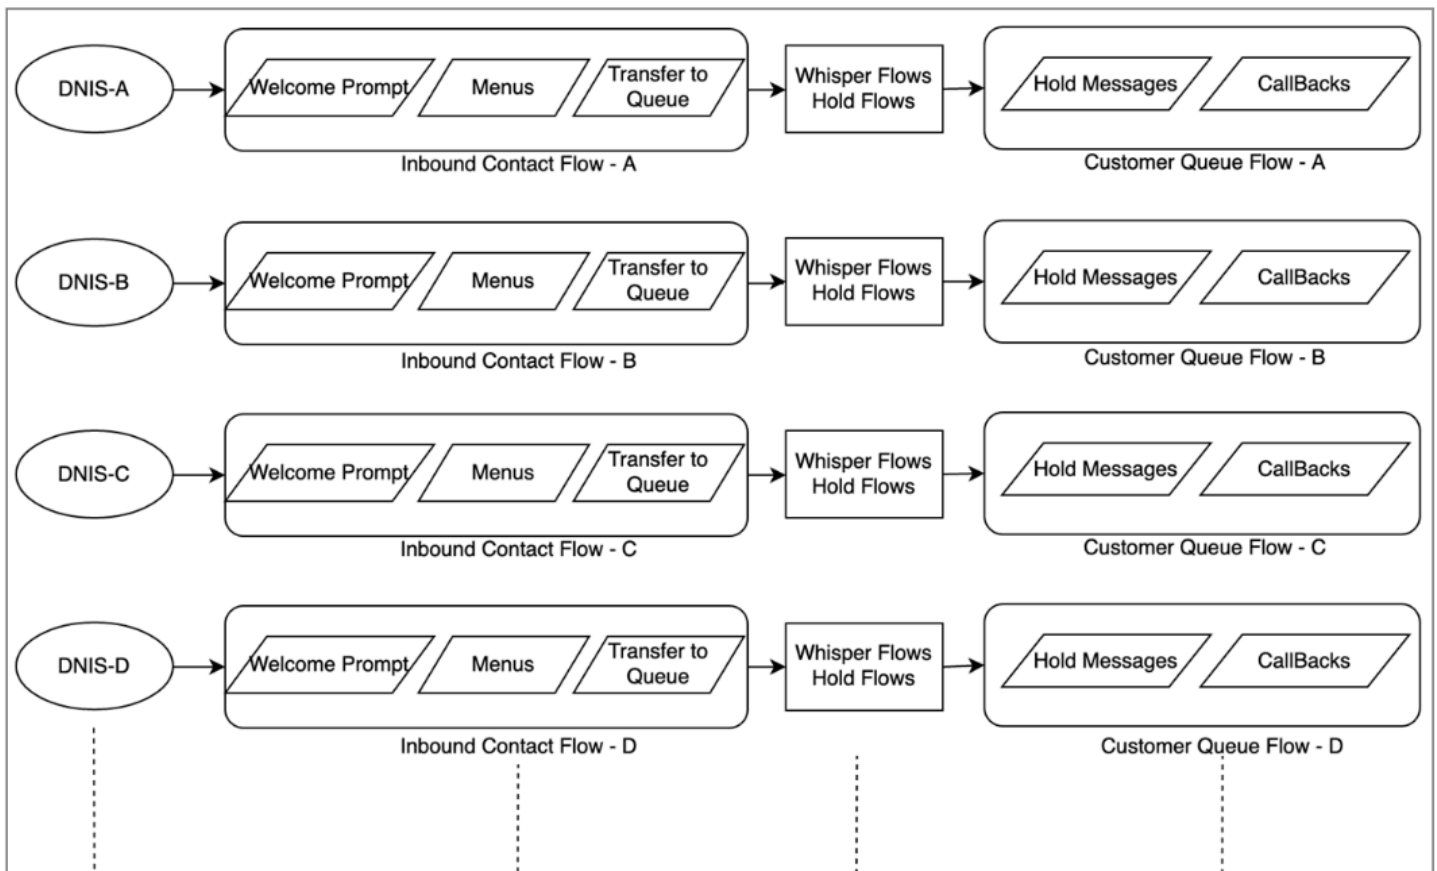 DNIS-A
Welcome Prompt
Menus
Transfer to
Queue
Inbound Contact Flow - A
Whisper Flows
Hold Flows
Hold Messages
CallBacks
Customer Queue Flow - A
DNIS-B
Welcome Prompt
Menus
Transfer to
Queue
Inbound Contact Flow - B
Whisper Flows
Hold Flows
Hold Messages
CallBacks
Customer Queue Flow - B
DNIS-C
Welcome Prompt
Menus
Transfer to
Queue
Inbound Contact Flow - C
Whisper Flows
Hold Flows
Hold Messages
CallBacks
Customer Queue Flow - C
DNIS-D
Welcome Prompt
Menus
Transfer to
Queue
Inbound Contact Flow - D
Whisper Flows
Hold Flows
Hold Messages
CallBacks
Customer Queue Flow - D